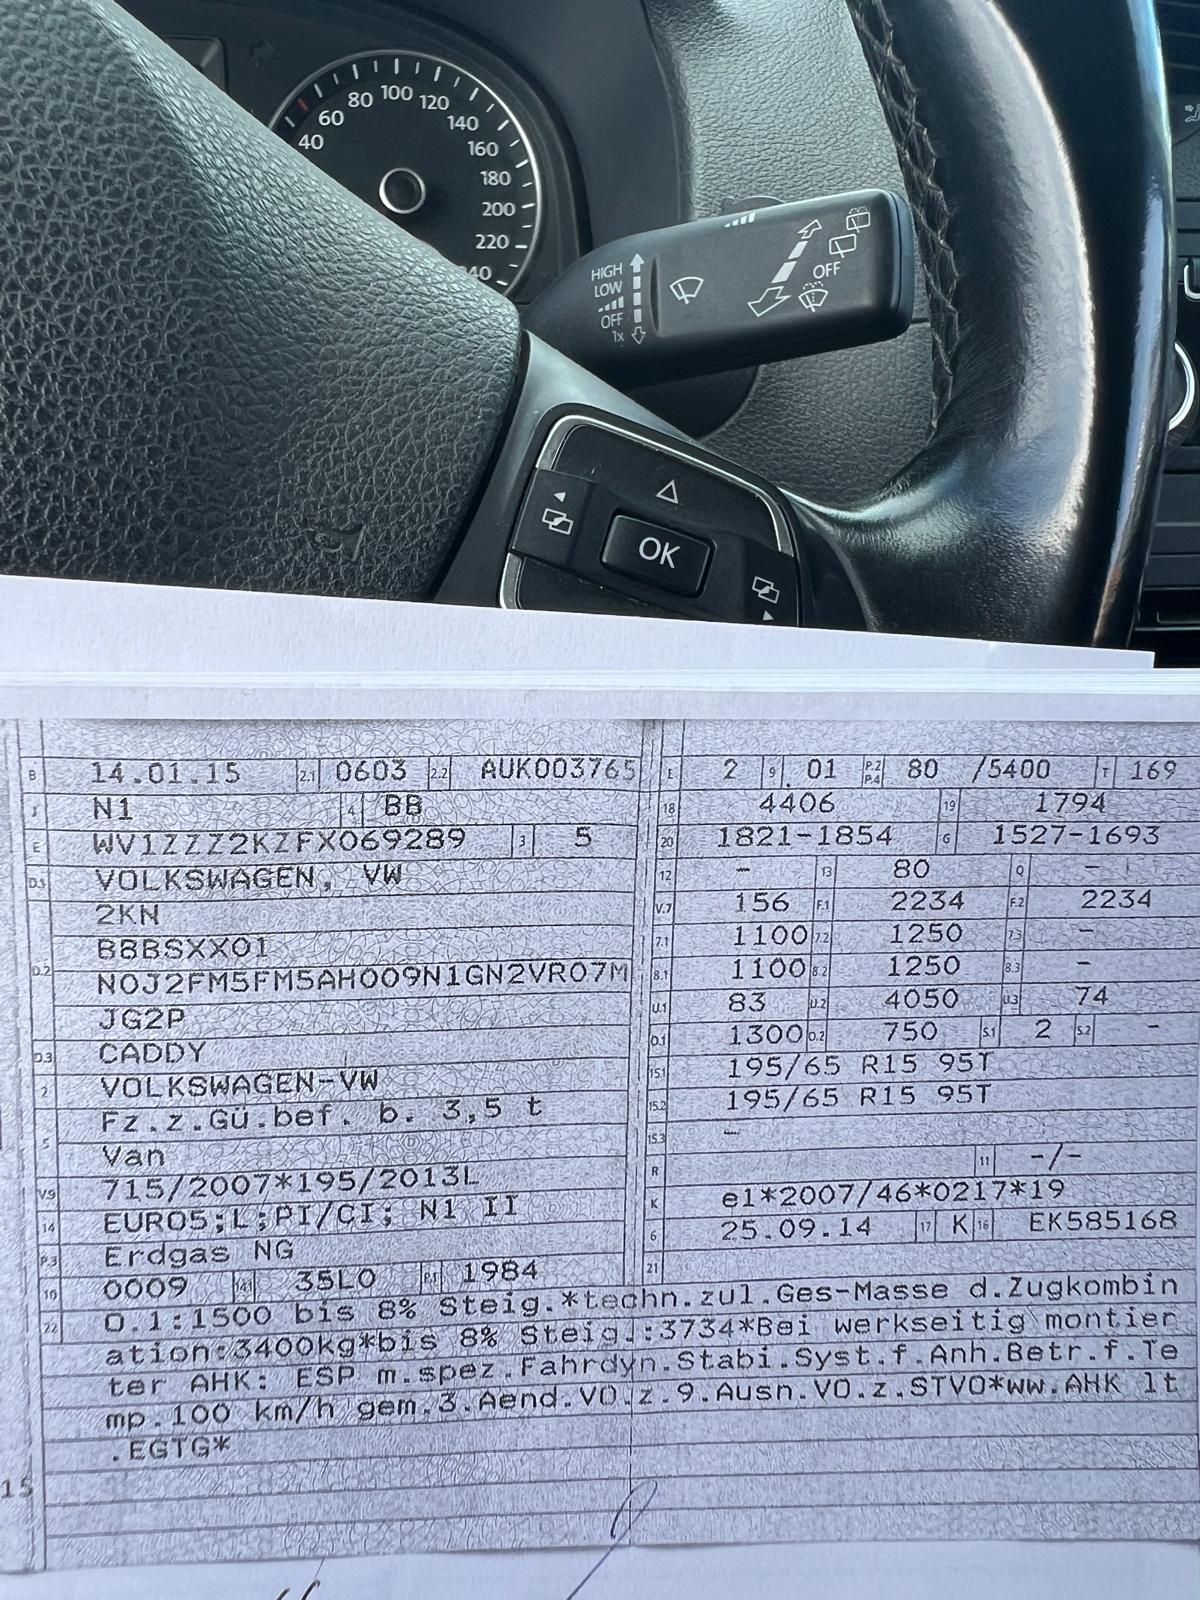 40 60 80 100 120 140 160 180 200 220
HIGH
LOW
OFF
1x
OFF
OK
B 14.01.15 2.1 0603 2.2 AUK003765
J N1 4 BB
E WV1ZZZ2KZFX069289 3 5
D.1 VOLKSWAGEN, VW
2KN
D.2 BBBSXX01
N0J2FM5FM5AH009N1GN2VR07M
JG2P
D.3 CADDY
2 VOLKSWAGEN-VW
5 Fz.z.Gü.bef. b. 3,5 t
Van
V.9 715/2007*195/2013L
14 EURO5;L;PI/CI; N1 II
P.3 Erdgas NG
10 0009 14.1 35L0 P.1 1984
L 2 9 01 P.2 P.4 80 /5400 T 169
18 4406 19 1794
20 1821-1854 G 1527-1693
12 - 13 80 Q -
V.7 156 F.1 2234 F.2 2234
7.1 1100 7.2 1250 7.3 -
8.1 1100 8.2 1250 8.3 -
U.1 83 U.2 4050 U.3 74
O.1 1300 O.2 750 S.1 2 S.2 -
15.1 195/65 R15 95T
15.2 195/65 R15 95T
15.3 -
R 11 -/-
K e1*2007/46*0217*19
6 25.09.14 17 K 16 EK585168
21
22 O.1:1500 bis 8% Steig.*techn.zul.Ges-Masse d.Zugkombin
ation:3400kg*bis 8% Steig.:3734*Bei werkseitig montier
ter AHK: ESP m.spez.Fahrdyn.Stabi.Syst.f.Anh.Betr.f.Te
mp.100 km/h gem.3.Aend.VO.z.9.Ausn.VO.z.STVO*ww.AHK lt
.EGTG*
15